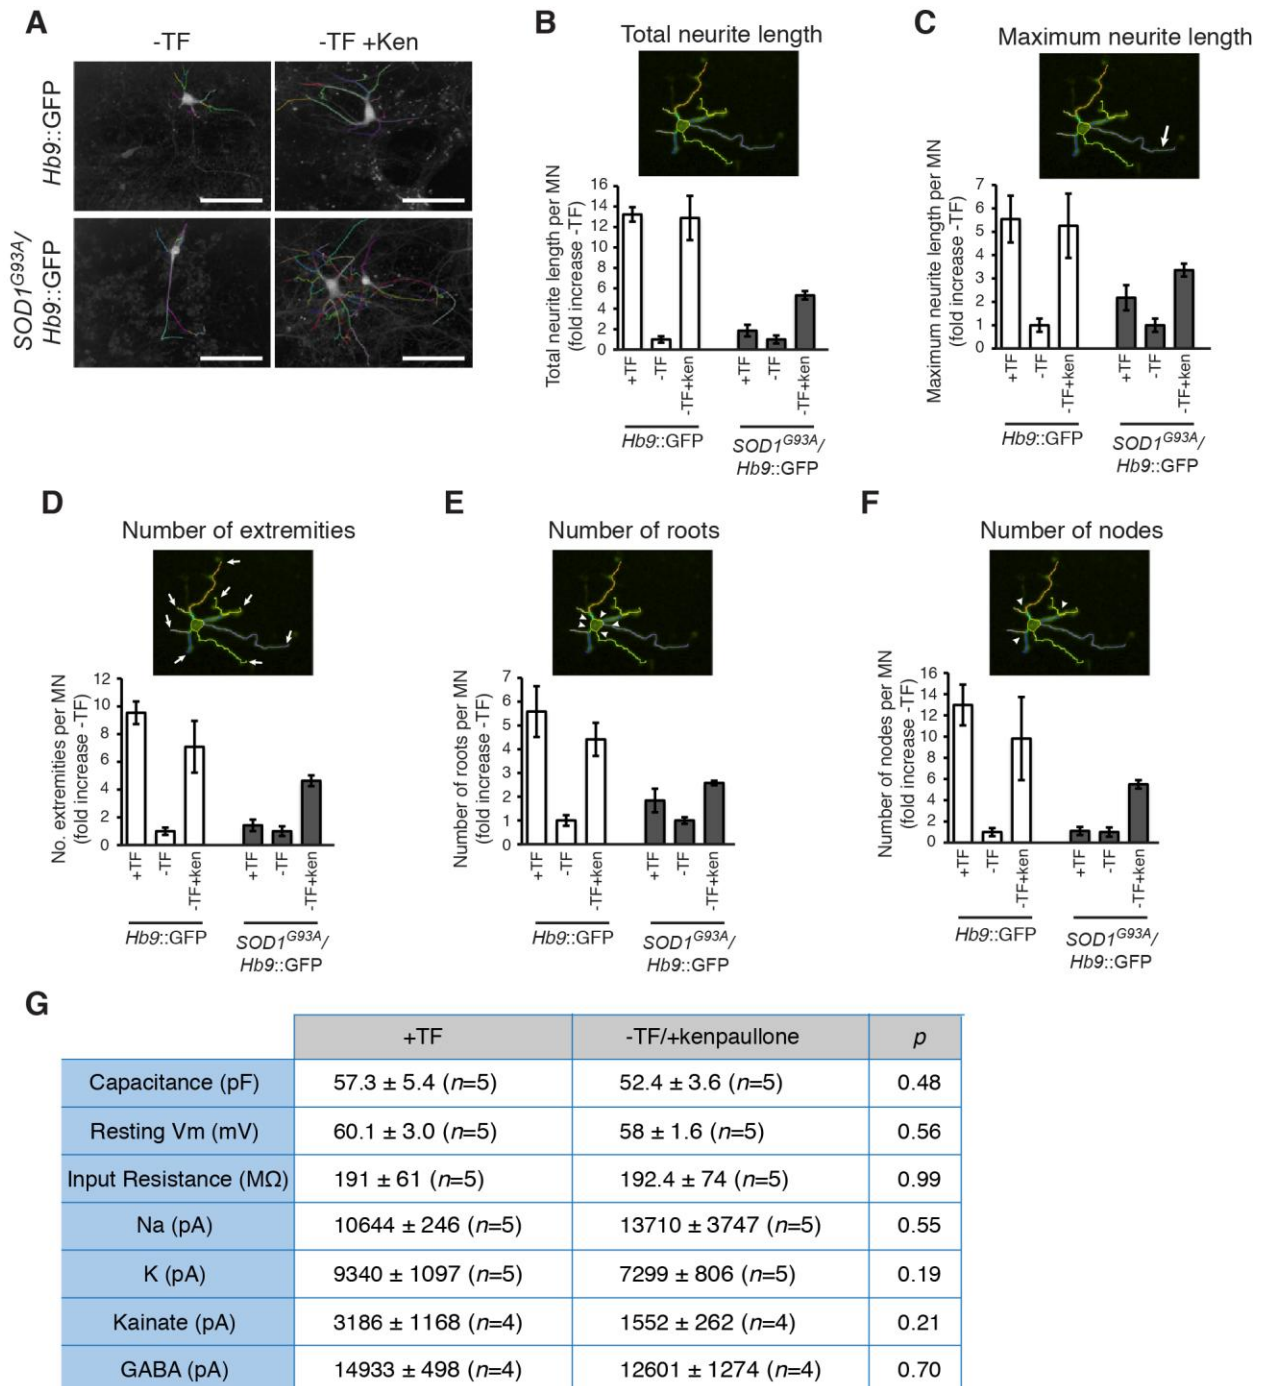 A
-TF
-TF +Ken
Hb9::GFP
SOD1G93A/
Hb9::GFP
B
Total neurite length
Total neurite length per MN
(fold increase -TF)
16
14
12
10
8
6
4
2
0
+TF
-TF
-TF+ken
+TF
-TF
-TF+ken
Hb9::GFP
SOD1G93A/
Hb9::GFP
C
Maximum neurite length
Maximum neurite length per MN
(fold increase -TF)
7
6
5
4
3
2
1
0
+TF
-TF
-TF+ken
+TF
-TF
-TF+ken
Hb9::GFP
SOD1G93A/
Hb9::GFP
D
Number of extremities
No. extremities per MN
(fold increase -TF)
12
10
8
6
4
2
0
+TF
-TF
-TF+ken
+TF
-TF
-TF+ken
Hb9::GFP
SOD1G93A/
Hb9::GFP
E
Number of roots
Number of roots per MN
(fold increase -TF)
7
6
5
4
3
2
1
0
+TF
-TF
-TF+ken
+TF
-TF
-TF+ken
Hb9::GFP
SOD1G93A/
Hb9::GFP
F
Number of nodes
Number of nodes per MN
(fold increase -TF)
16
14
12
10
8
6
4
2
0
+TF
-TF
-TF+ken
+TF
-TF
-TF+ken
Hb9::GFP
SOD1G93A/
Hb9::GFP
G
+TF -TF/+kenpaullone p
Capacitance (pF) 57.3 ± 5.4 (n=5) 52.4 ± 3.6 (n=5) 0.48
Resting Vm (mV) 60.1 ± 3.0 (n=5) 58 ± 1.6 (n=5) 0.56
Input Resistance (MΩ) 191 ± 61 (n=5) 192.4 ± 74 (n=5) 0.99
Na (pA) 10644 ± 246 (n=5) 13710 ± 3747 (n=5) 0.55
K (pA) 9340 ± 1097 (n=5) 7299 ± 806 (n=5) 0.19
Kainate (pA) 3186 ± 1168 (n=4) 1552 ± 262 (n=4) 0.21
GABA (pA) 14933 ± 498 (n=4) 12601 ± 1274 (n=4) 0.70